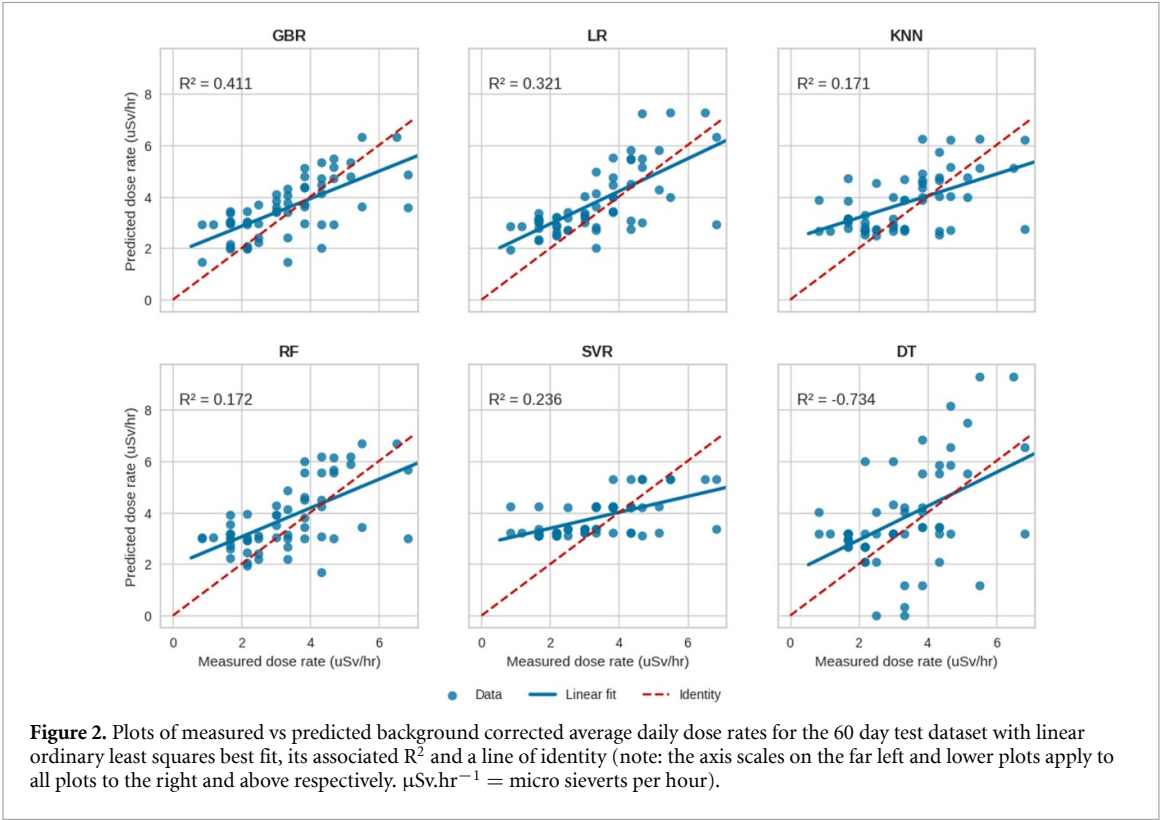 GBR
LR
KNN
R² = 0.411
R² = 0.321
R² = 0.171
Predicted dose rate (uSv/hr)
8
6
4
2
0
RF
SVR
DT
R² = 0.172
R² = 0.236
R² = -0.734
Predicted dose rate (uSv/hr)
8
6
4
2
0
0 2 4 6
0 2 4 6
0 2 4 6
Measured dose rate (uSv/hr)
Measured dose rate (uSv/hr)
Measured dose rate (uSv/hr)
Data Linear fit Identity
Figure 2. Plots of measured vs predicted background corrected average daily dose rates for the 60 day test dataset with linear
ordinary least squares best fit, its associated R² and a line of identity (note: the axis scales on the far left and lower plots apply to
all plots to the right and above respectively. μSv.hr⁻¹ = micro sieverts per hour).